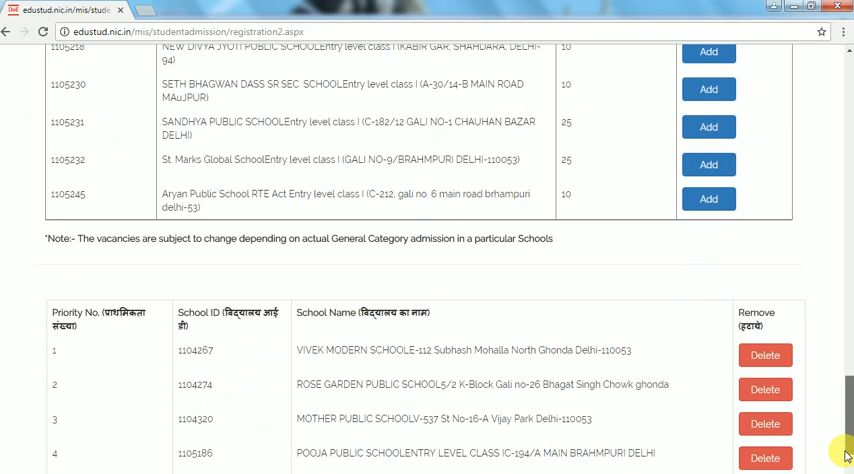 edustud.nic.in/mis/stude
edustud.nic.in/mis/studentadmission/registration2.aspx
1105218 NEW DIVYA JYOTI PUBLIC SCHOOLEntry level class I (KABIR GAR, SHAHDARA, DELHI- 10 Add
94)
1105230 SETH BHAGWAN DASS SR.SEC. SCHOOLEntry level class I (A-30/14-B MAIN ROAD 10 Add
MAuJPUR)
1105231 SANDHYA PUBLIC SCHOOLEntry level class I (C-182/12 GALI NO-1 CHAUHAN BAZAR 25 Add
DELHI)
1105232 St. Marks Global SchoolEntry level class I (GALI NO-9/BRAHMPURI DELHI-110053) 25 Add
1105245 Aryan Public School RTE Act Entry level class I (C-212, gali no. 6 main road brhampuri 10 Add
delhi-53)
*Note:- The vacancies are subject to change depending on actual General Category admission in a particular Schools
Priority No. (प्राथमिकता School ID (विद्यालय आई School Name (विद्यालय का नाम) Remove
संख्या) डी) (हटाये)
1 1104267 VIVEK MODERN SCHOOLE-112 Subhash Mohalla North Ghonda Delhi-110053 Delete
2 1104274 ROSE GARDEN PUBLIC SCHOOL5/2 K-Block Gali no-26 Bhagat Singh Chowk ghonda Delete
3 1104320 MOTHER PUBLIC SCHOOLV-537 St No-16-A Vijay Park Delhi-110053 Delete
4 1105186 POOJA PUBLIC SCHOOLENTRY LEVEL CLASS IC-194/A MAIN BRAHMPURI DELHI Delete